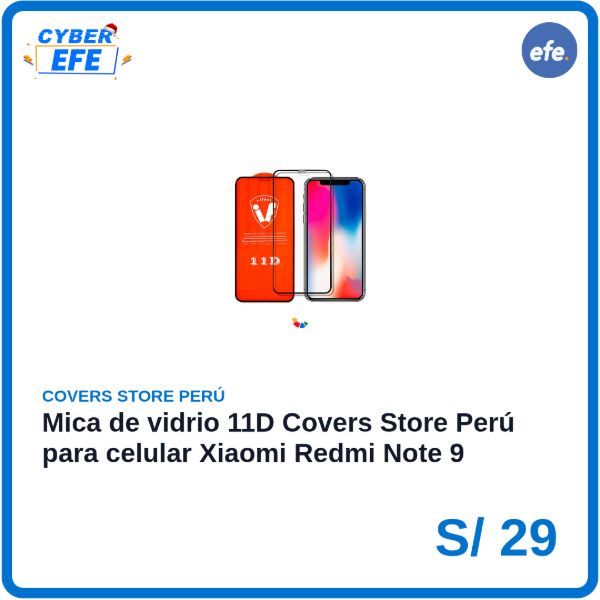 CYBER
EFE
efe.
11D
COVERS STORE PERÚ
Mica de vidrio 11D Covers Store Perú
para celular Xiaomi Redmi Note 9
S/ 29